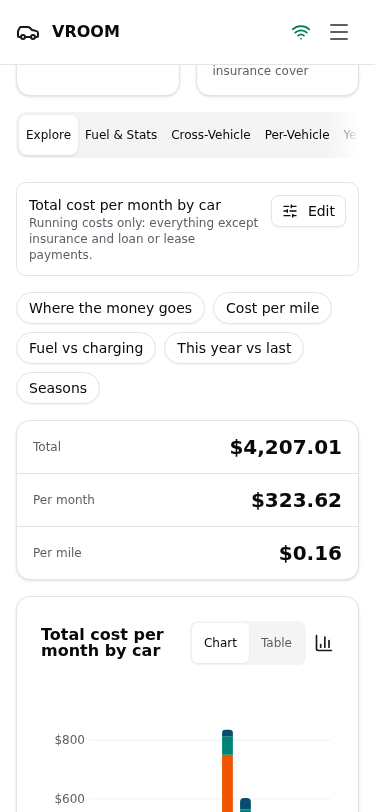 VROOM
insurance cover
Explore Fuel & Stats Cross-Vehicle Per-Vehicle Ye
Total cost per month by car
Edit
Running costs only: everything except
insurance and loan or lease
payments.
Where the money goes Cost per mile
Fuel vs charging This year vs last
Seasons
Total $4,207.01
Per month $323.62
Per mile $0.16
Total cost per
month by car
Chart Table
$800
$600